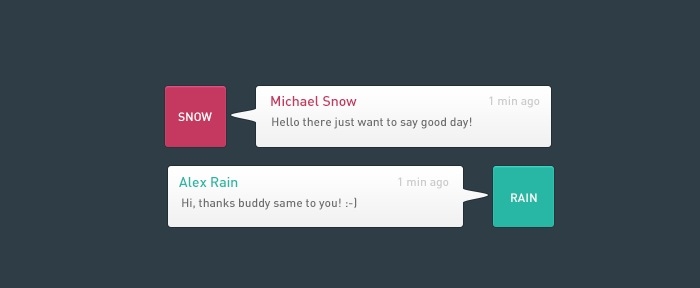 SNOW
Michael Snow 1 min ago
Hello there just want to say good day!
Alex Rain 1 min ago
Hi, thanks buddy same to you! :-)
RAIN